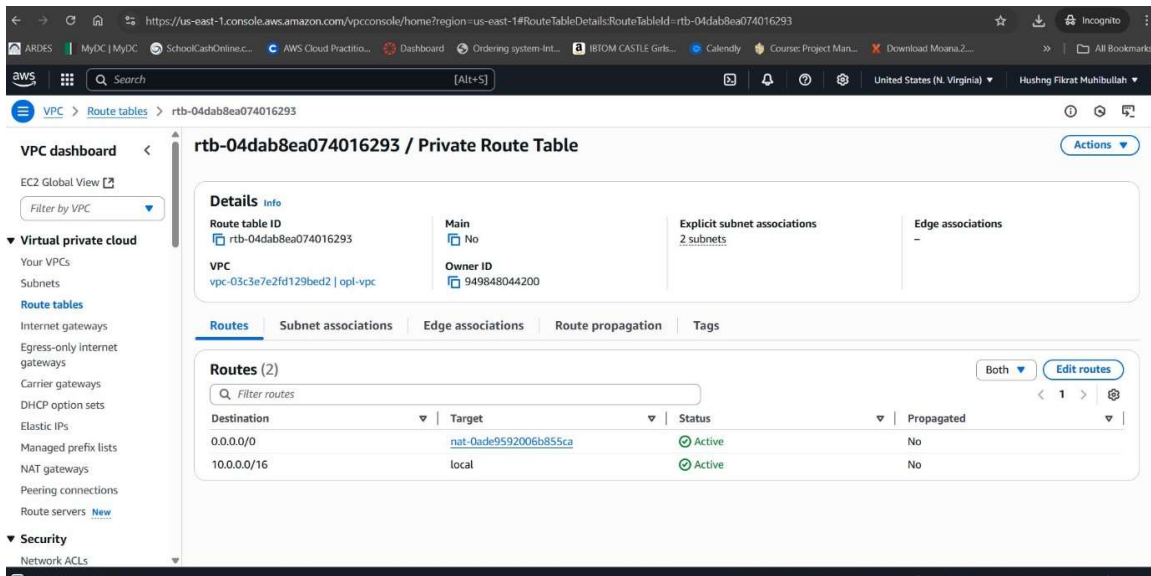 https://us-east-1.console.aws.amazon.com/vpcconsole/home?region=us-east-1#RouteTableDetails:RouteTableId=rtb-04dab8ea074016293 Incognito
ARDES MyDC | MyDC SchoolCashOnline.c... AWS Cloud Practitio... Dashboard Ordering system-Int... IBTOM CASTLE Girls... Calendly Course: Project Man... Download Moana.2.... » All Bookmarks
aws Search [Alt+S] United States (N. Virginia) Hushng Fikrat Muhibullah
VPC > Route tables > rtb-04dab8ea074016293
VPC dashboard
EC2 Global View
Filter by VPC
Virtual private cloud
Your VPCs
Subnets
Route tables
Internet gateways
Egress-only internet
gateways
Carrier gateways
DHCP option sets
Elastic IPs
Managed prefix lists
NAT gateways
Peering connections
Route servers New
Security
Network ACLs
rtb-04dab8ea074016293 / Private Route Table Actions
Details Info
Route table ID Main Explicit subnet associations Edge associations
rtb-04dab8ea074016293 No 2 subnets –
VPC Owner ID
vpc-03c3e7e2fd129bed2 | opl-vpc 949848044200
Routes Subnet associations Edge associations Route propagation Tags
Routes (2) Both Edit routes
Filter routes < 1 >
Destination Target Status Propagated
0.0.0.0/0 nat-0ade9592006b855ca Active No
10.0.0.0/16 local Active No